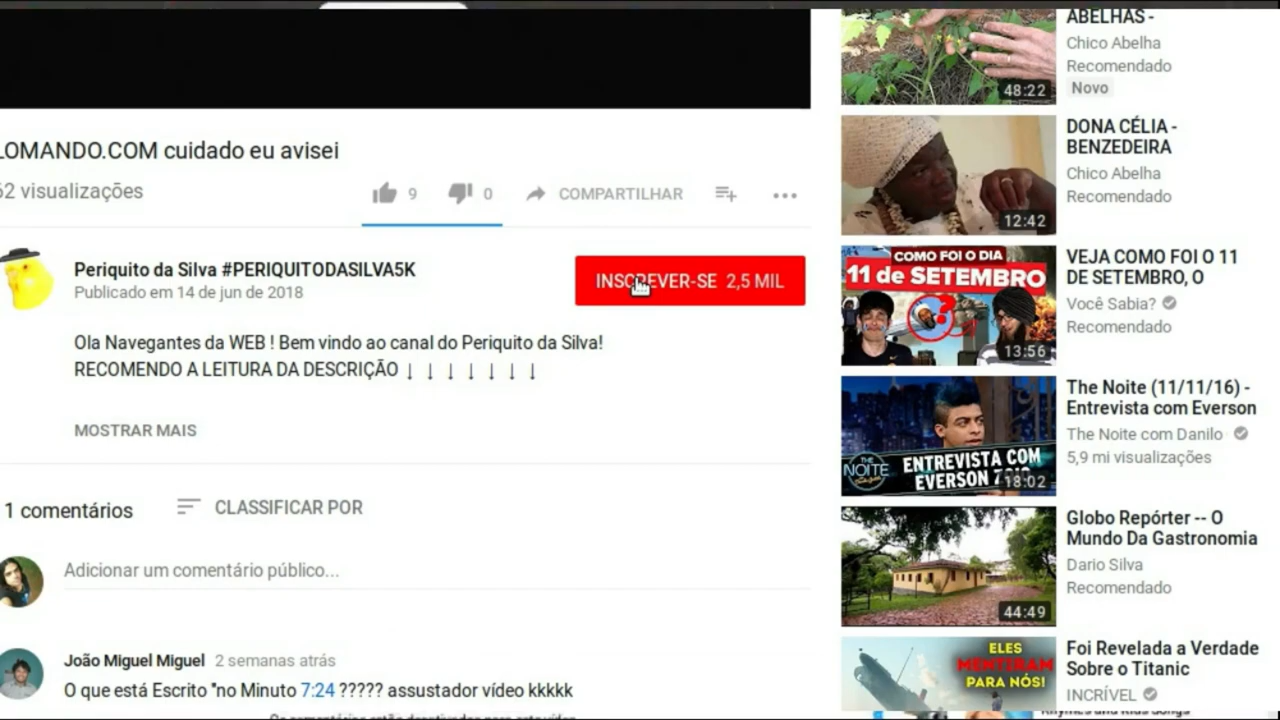 LOMANDO.COM cuidado eu avisei
62 visualizações
9
0
COMPARTILHAR
Periquito da Silva #PERIQUITODASILVA5K
Publicado em 14 de jun de 2018
INSCREVER-SE 2,5 MIL
Ola Navegantes da WEB ! Bem vindo ao canal do Periquito da Silva!
RECOMENDO A LEITURA DA DESCRIÇÃO ↓ ↓ ↓ ↓ ↓ ↓ ↓
MOSTRAR MAIS
1 comentários
CLASSIFICAR POR
Adicionar um comentário público...
João Miguel Miguel 2 semanas atrás
O que está Escrito "no Minuto 7:24 ????? assustador vídeo kkkkk
48:22
ABELHAS -
Chico Abelha
Recomendado
Novo
12:42
DONA CÉLIA -
BENZEDEIRA
Chico Abelha
Recomendado
COMO FOI O DIA
11 de SETEMBRO
13:56
VEJA COMO FOI O 11
DE SETEMBRO, O
Você Sabia?
Recomendado
THE
NOITE
ENTREVISTA COM
EVERSON
18:02
The Noite (11/11/16) -
Entrevista com Everson
The Noite com Danilo
5,9 mi visualizações
44:49
Globo Repórter -- O
Mundo Da Gastronomia
Dario Silva
Recomendado
ELES
MENTIRAM
PARA NÓS!
Foi Revelada a Verdade
Sobre o Titanic
INCRÍVEL